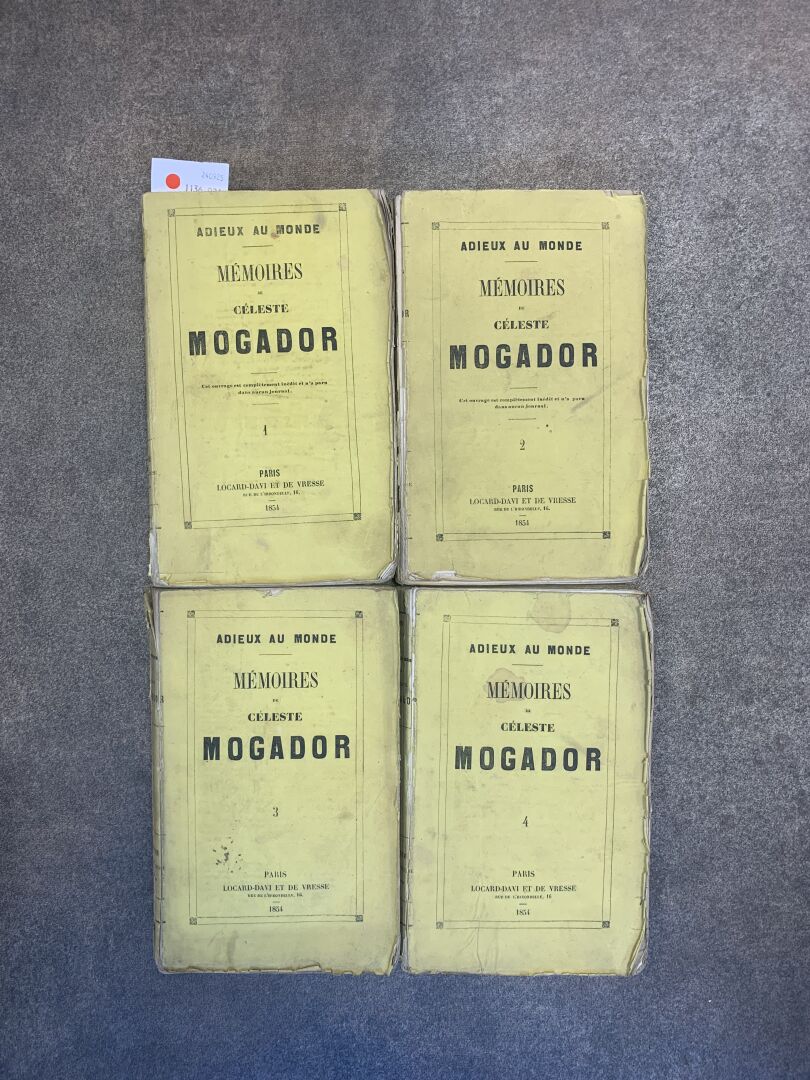 240925
ADIEUX AU MONDE
MÉMOIRES
DE
CÉLESTE
MOGADOR
Cet ouvrage est complètement inédit et n'a paru
dans aucun journal.
1
PARIS
LOCARD-DAVI ET DE VRESSE
RUE DE L'HIRONDELLE, 16.
1854
ADIEUX AU MONDE
MÉMOIRES
DE
CÉLESTE
MOGADOR
Cet ouvrage est complètement inédit et n'a paru
dans aucun journal.
2
PARIS
LOCARD-DAVI ET DE VRESSE
RUE DE L'HIRONDELLE, 16.
1854
ADIEUX AU MONDE
MÉMOIRES
DE
CÉLESTE
MOGADOR
3
PARIS
LOCARD-DAVI ET DE VRESSE
RUE DE L'HIRONDELLE, 16.
1854
ADIEUX AU MONDE
MÉMOIRES
DE
CÉLESTE
MOGADOR
4
PARIS
LOCARD-DAVI ET DE VRESSE
RUE DE L'HIRONDELLE, 16
1854